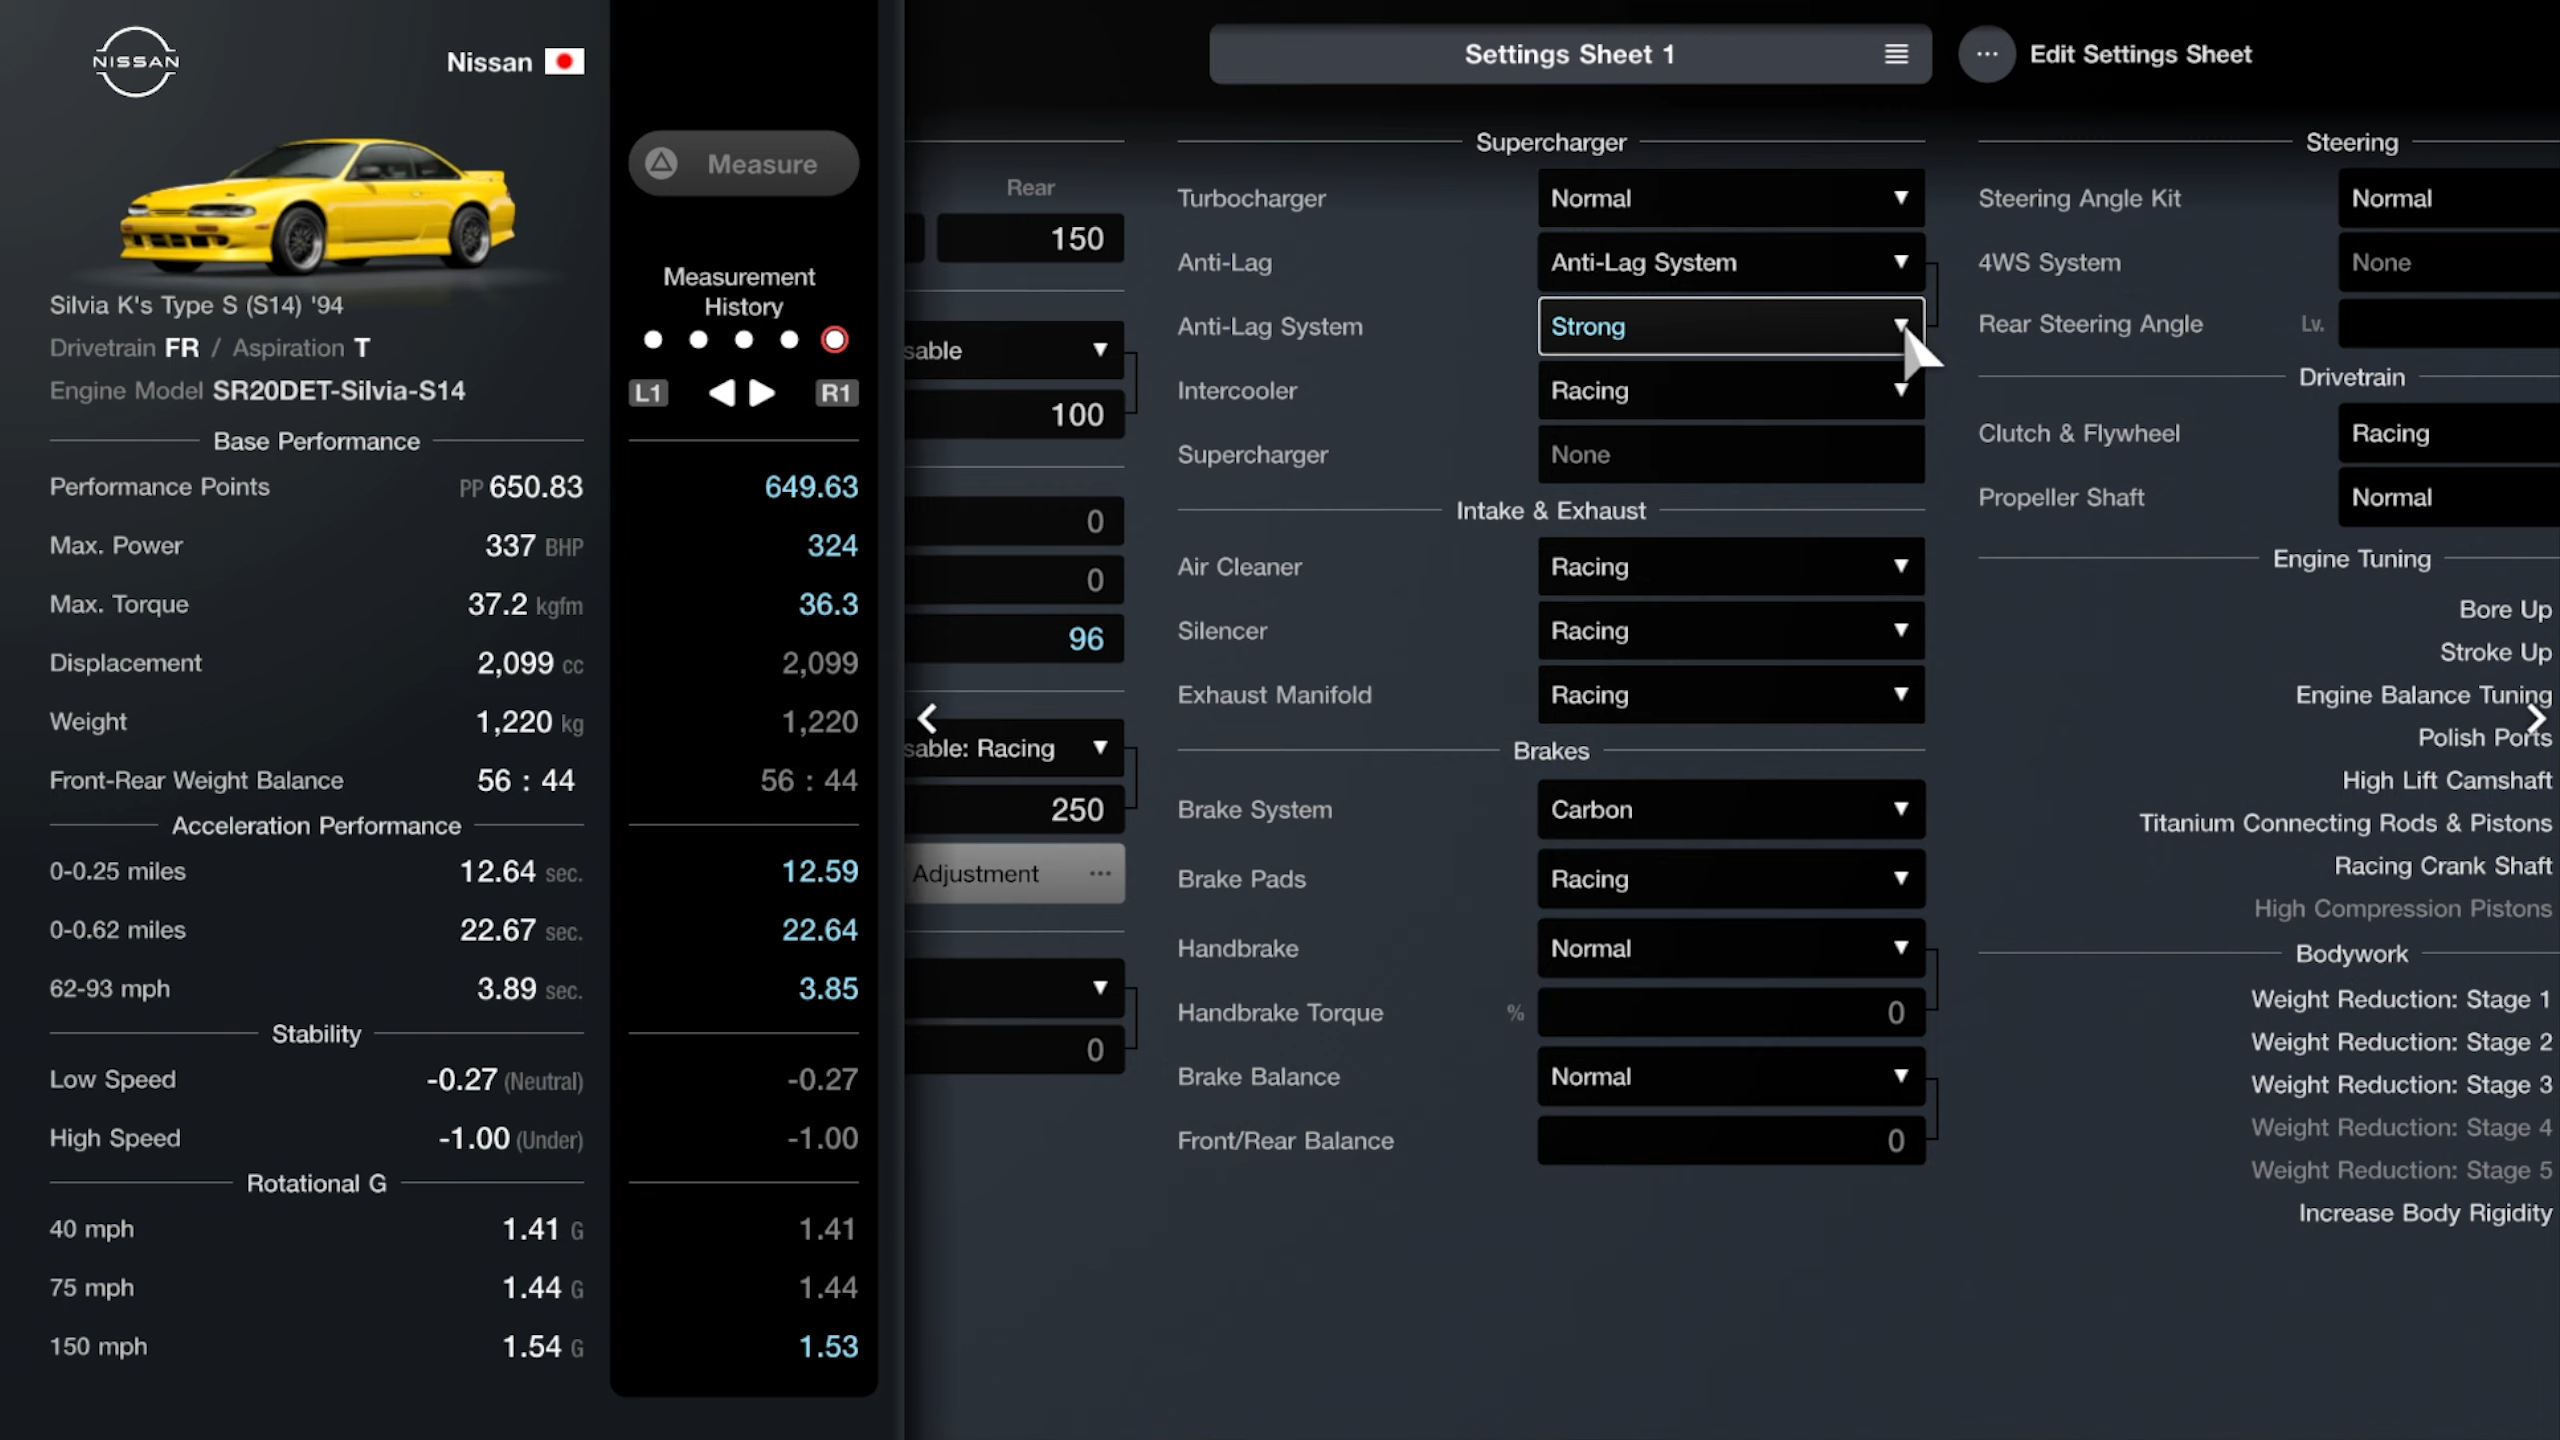 NISSAN
Nissan
Silvia K's Type S (S14) '94
Drivetrain FR / Aspiration T
Engine Model SR20DET-Silvia-S14
Base Performance
Performance Points PP 650.83
Max. Power 337 BHP
Max. Torque 37.2 kgfm
Displacement 2,099 cc
Weight 1,220 kg
Front-Rear Weight Balance 56 : 44
Acceleration Performance
0-0.25 miles 12.64 sec.
0-0.62 miles 22.67 sec.
62-93 mph 3.89 sec.
Stability
Low Speed -0.27 (Neutral)
High Speed -1.00 (Under)
Rotational G
40 mph 1.41 G
75 mph 1.44 G
150 mph 1.54 G
Measure
Measurement
History
L1 R1
649.63
324
36.3
2,099
1,220
56 : 44
12.59
22.64
3.85
-0.27
-1.00
1.41
1.44
1.53
Rear
150
sable
100
0
0
96
sable: Racing
250
Adjustment ...
0
Settings Sheet 1
... Edit Settings Sheet
Supercharger
Turbocharger Normal
Anti-Lag Anti-Lag System
Anti-Lag System Strong
Intercooler Racing
Supercharger None
Intake & Exhaust
Air Cleaner Racing
Silencer Racing
Exhaust Manifold Racing
Brakes
Brake System Carbon
Brake Pads Racing
Handbrake Normal
Handbrake Torque % 0
Brake Balance Normal
Front/Rear Balance 0
Steering
Steering Angle Kit Normal
4WS System None
Rear Steering Angle Lv.
Drivetrain
Clutch & Flywheel Racing
Propeller Shaft Normal
Engine Tuning
Bore Up
Stroke Up
Engine Balance Tuning
Polish Ports
High Lift Camshaft
Titanium Connecting Rods & Pistons
Racing Crank Shaft
High Compression Pistons
Bodywork
Weight Reduction: Stage 1
Weight Reduction: Stage 2
Weight Reduction: Stage 3
Weight Reduction: Stage 4
Weight Reduction: Stage 5
Increase Body Rigidity